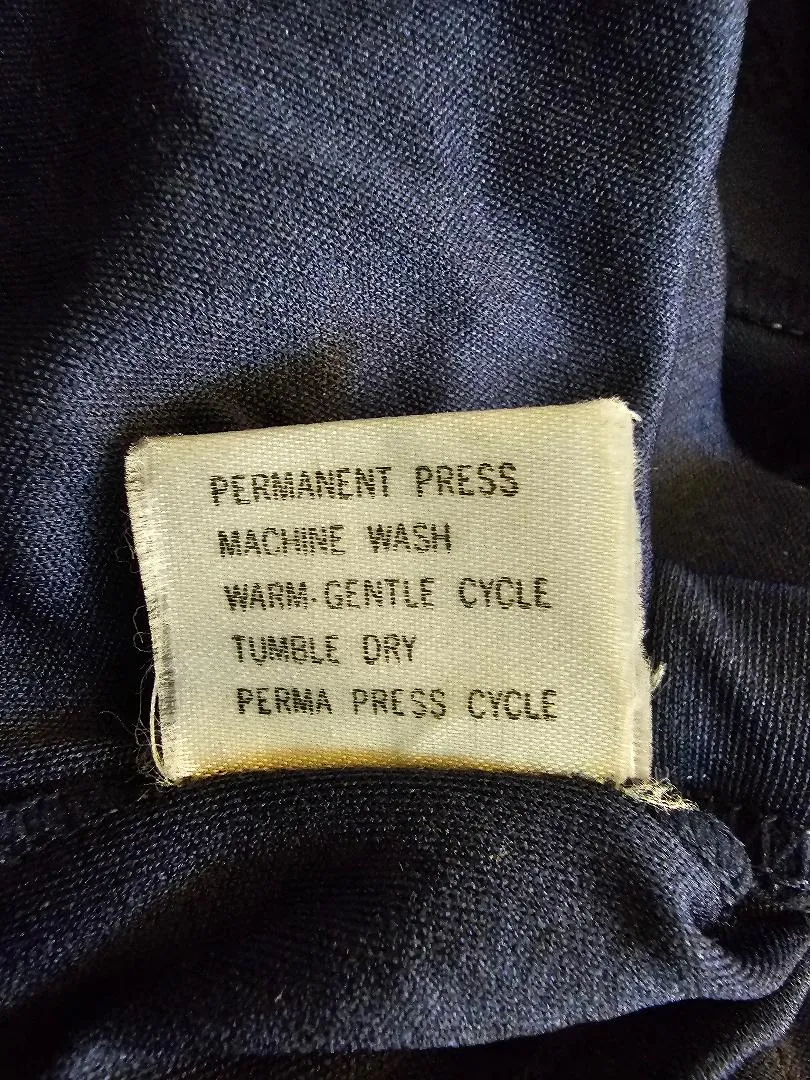 PERMANENT PRESS
MACHINE WASH
WARM-GENTLE CYCLE
TUMBLE DRY
PERMA PRESS CYCLE